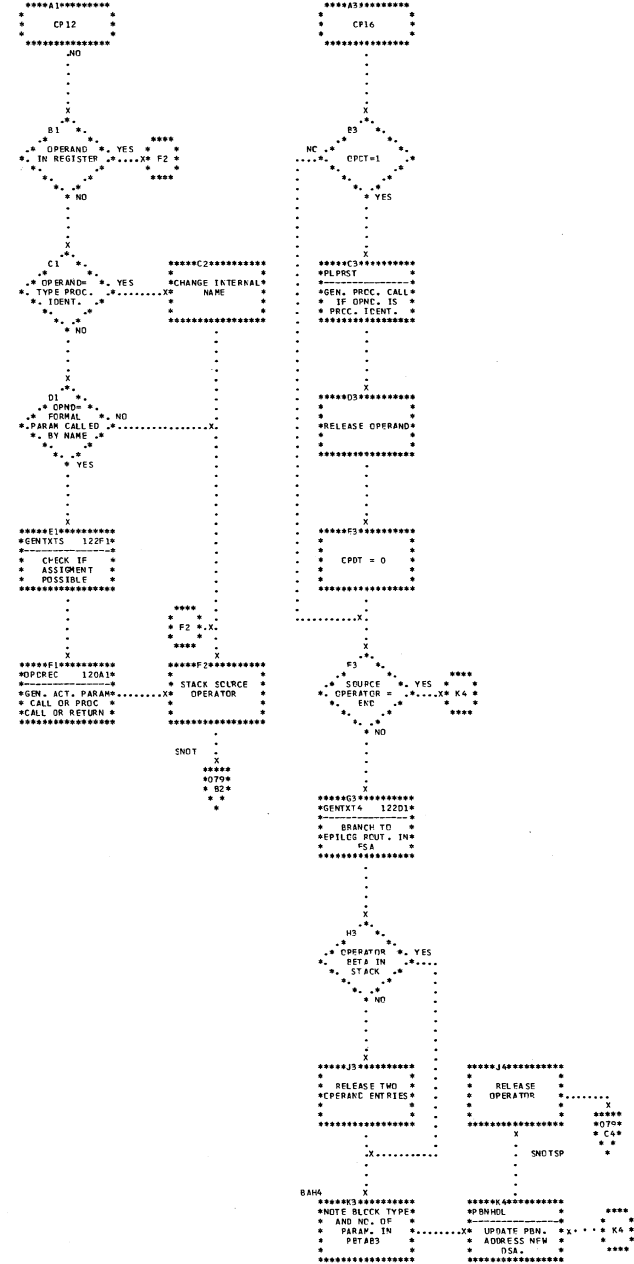 ****A1*********
CP12
NO
B1
OPERAND
IN REGISTER
YES
F2
NO
C1
OPERAND=
TYPE PROC.
IDENT.
YES
*****C2**********
CHANGE INTERNAL
NAME
NO
D1
OPND=
FORMAL
PARAM CALLED
BY NAME
NO
YES
*****E1**********
GENTXTS 122F1
CHECK IF
ASSIGMENT
POSSIBLE
F2
*****F1**********
OPCREC 120A1
GEN. ACT. PARAM
CALL OR PROC
CALL OR RETURN
*****F2**********
STACK SOURCE
OPERATOR
SNOT
*079*
B2
****A3*********
CP16
B3
OPCT=1
NC
YES
*****C3**********
PLPRST
GEN. PROC. CALL
IF OPND. IS
PROC. IDENT.
*****D3**********
RELEASE OPERAND
*****E3**********
CPDT = 0
F3
SOURCE
OPERATOR =
END
YES
K4
NO
*****G3**********
GENTXT4 122D1
BRANCH TO
EPILOG ROUT. IN
FSA
H3
OPERATOR
BETA IN
STACK
YES
NO
*****J3**********
RELEASE TWO
OPERAND ENTRIES
*****J4**********
RELEASE
OPERATOR
*079*
C4
SNOTSP
BAH4
*****K3**********
NOTE BLOCK TYPE
AND NO. OF
PARAM. IN
PBTAB3
*****K4**********
PBNHDL
UPDATE PBN.
ADDRESS NEW
DSA.
K4